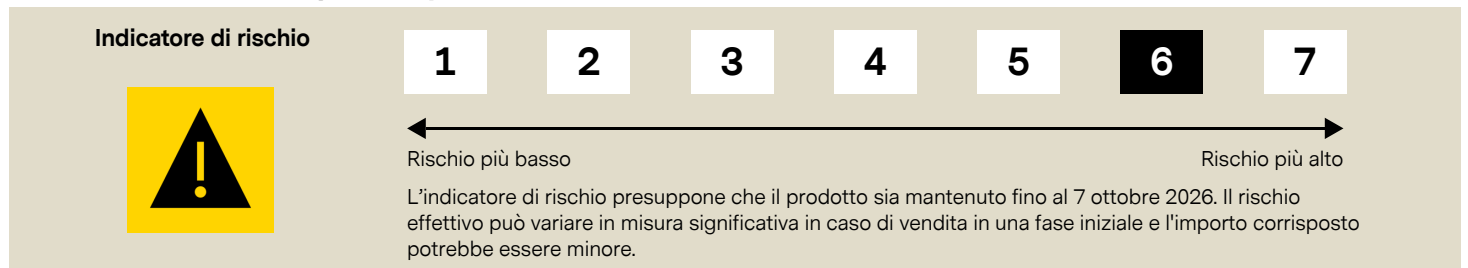 Indicatore di rischio
1 2 3 4 5 6 7
Rischio più basso Rischio più alto
L'indicatore di rischio presuppone che il prodotto sia mantenuto fino al 7 ottobre 2026. Il rischio
effettivo può variare in misura significativa in caso di vendita in una fase iniziale e l'importo corrisposto
potrebbe essere minore.